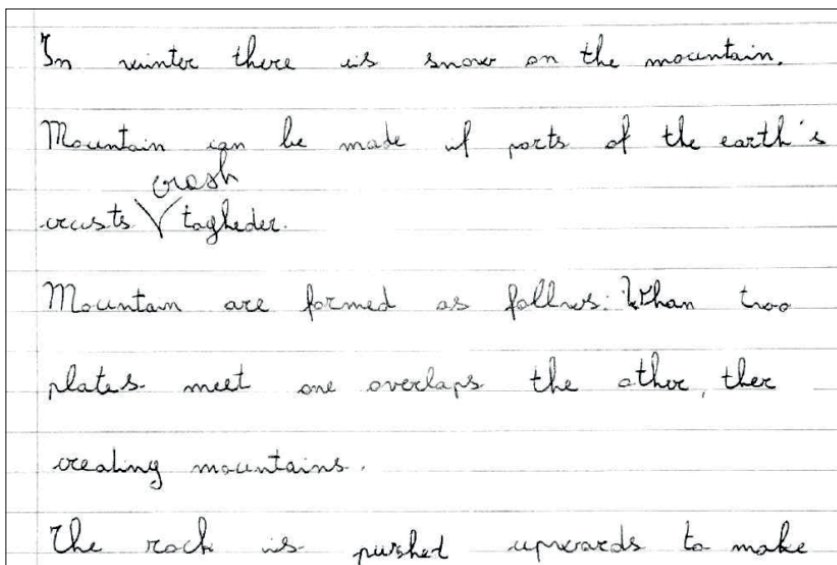 In winter there is snow on the mountain.
Mountain can be made if parts of the earth's
crash
crusts tagheder.
Mountain are formed as follws: Whan two
plates meet one overlaps the other, ther
creating mountains.
The rock is pushed upwards to make